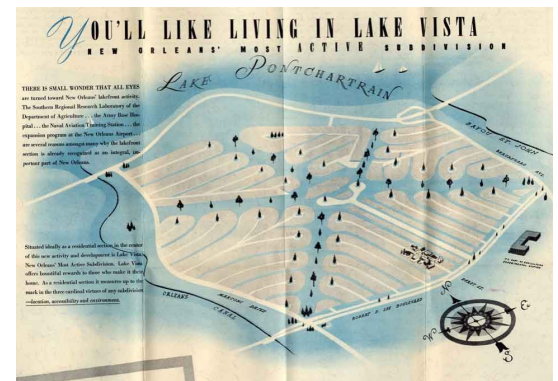 YOU'LL LIKE LIVING IN LAKE VISTA
NEW ORLEANS' MOST ACTIVE SUBDIVISION
LAKE PONTCHARTRAIN
THERE IS SMALL WONDER THAT ALL EYES
are turned toward New Orleans' lakefront activity.
The Southern Regional Research Laboratory of the
Department of Agriculture . . . the Army Base Hos-
pital . . . the Naval Aviation Training Station . . . the
expansion program at the New Orleans Airport . . .
are several reasons amongst many why the lakefront
section is already recognized as an integral, im-
portant part of New Orleans.
BAYOU ST. JOHN
Situated ideally as a residential section in the center
of this new activity and development is Lake Vista,
New Orleans' Most Active Subdivision. Lake Vista
offers bountiful rewards to those who make it their
home. As a residential section it measures up to the
mark in the three cardinal virtues of any subdivision
—location, accessibility and environment.
ORLEANS
CANAL
MARCONI DRIVE
ROBERT E. LEE BOULEVARD
N
E
W
S